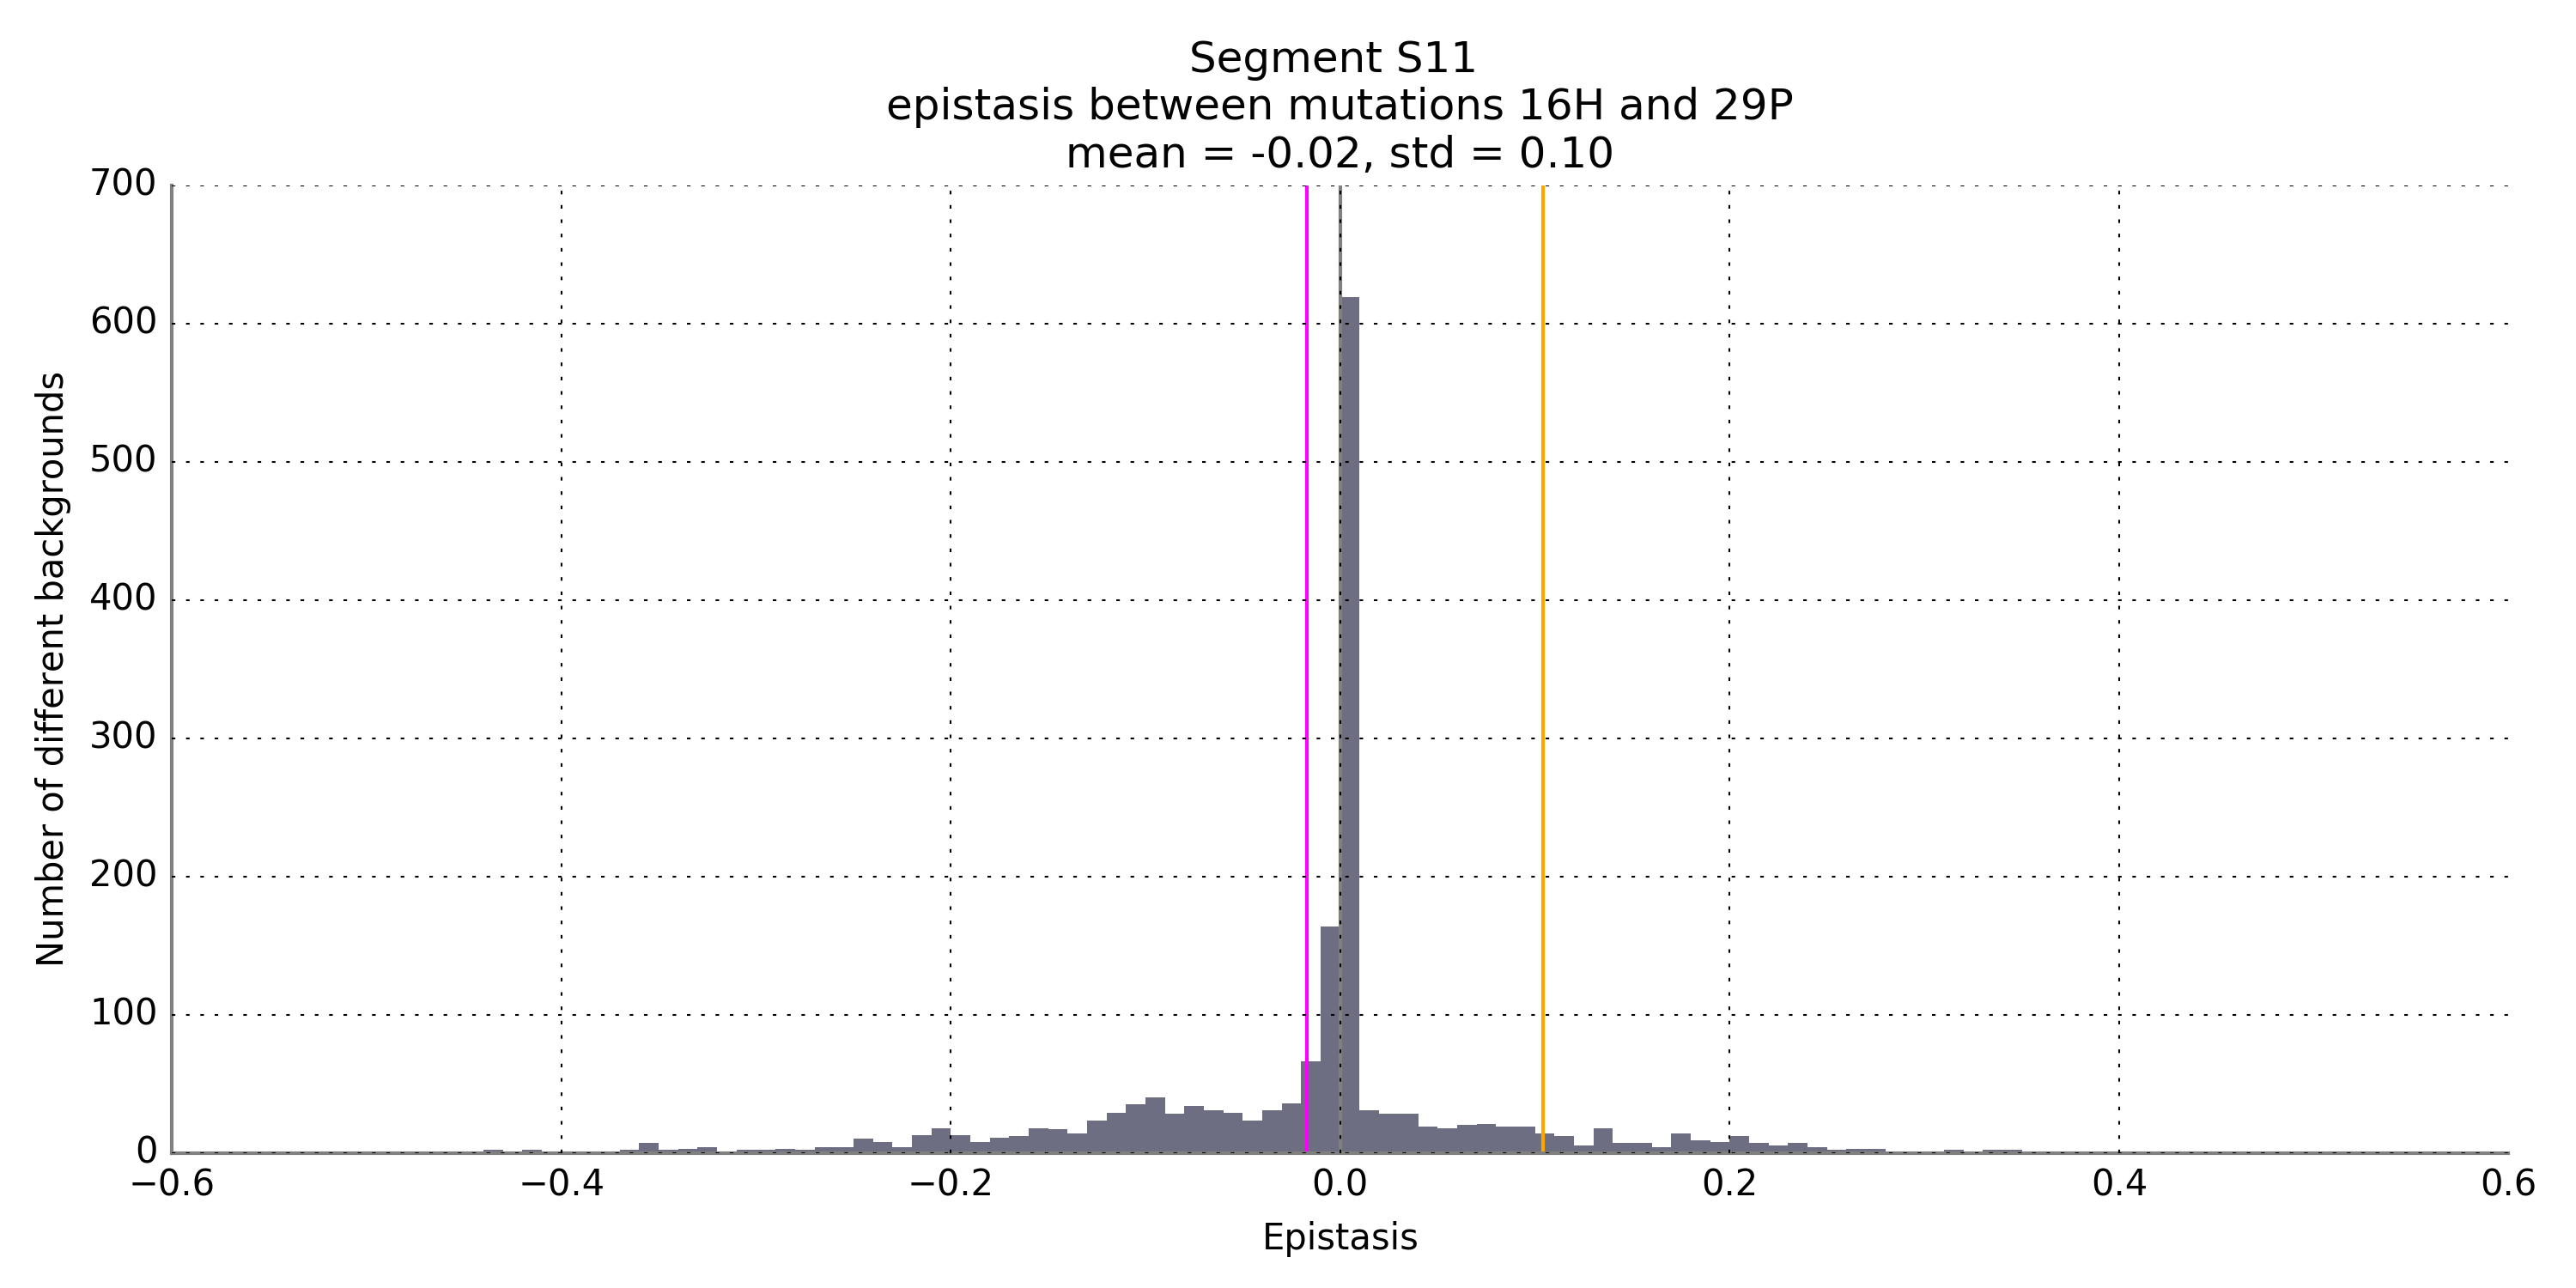 Segment S11
epistasis between mutations 16H and 29P
mean = -0.02, std = 0.10
700
600
500
400
300
200
100
0
Number of different backgrounds
−0.6 −0.4 −0.2 0.0 0.2 0.4 0.6
Epistasis